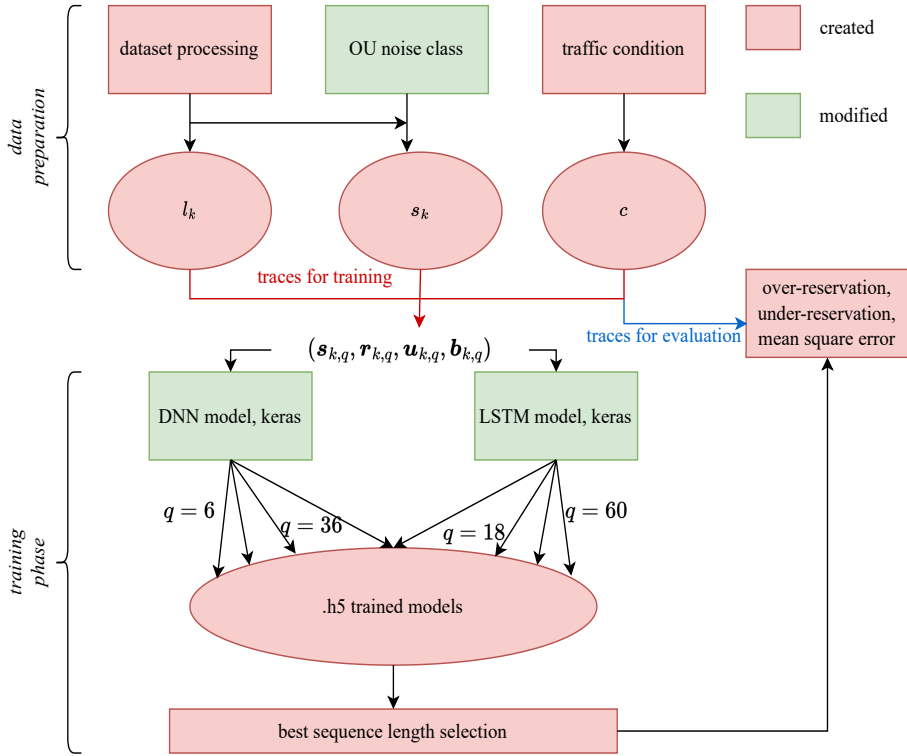 dataset processing
OU noise class
traffic condition
created
modified
data
preparation
l_k
s_k
c
traces for training
traces for evaluation
over-reservation,
under-reservation,
mean square error
(s_{k,q}, r_{k,q}, u_{k,q}, b_{k,q})
DNN model, keras
LSTM model, keras
q = 6
q = 36
q = 18
q = 60
training
phase
.h5 trained models
best sequence length selection